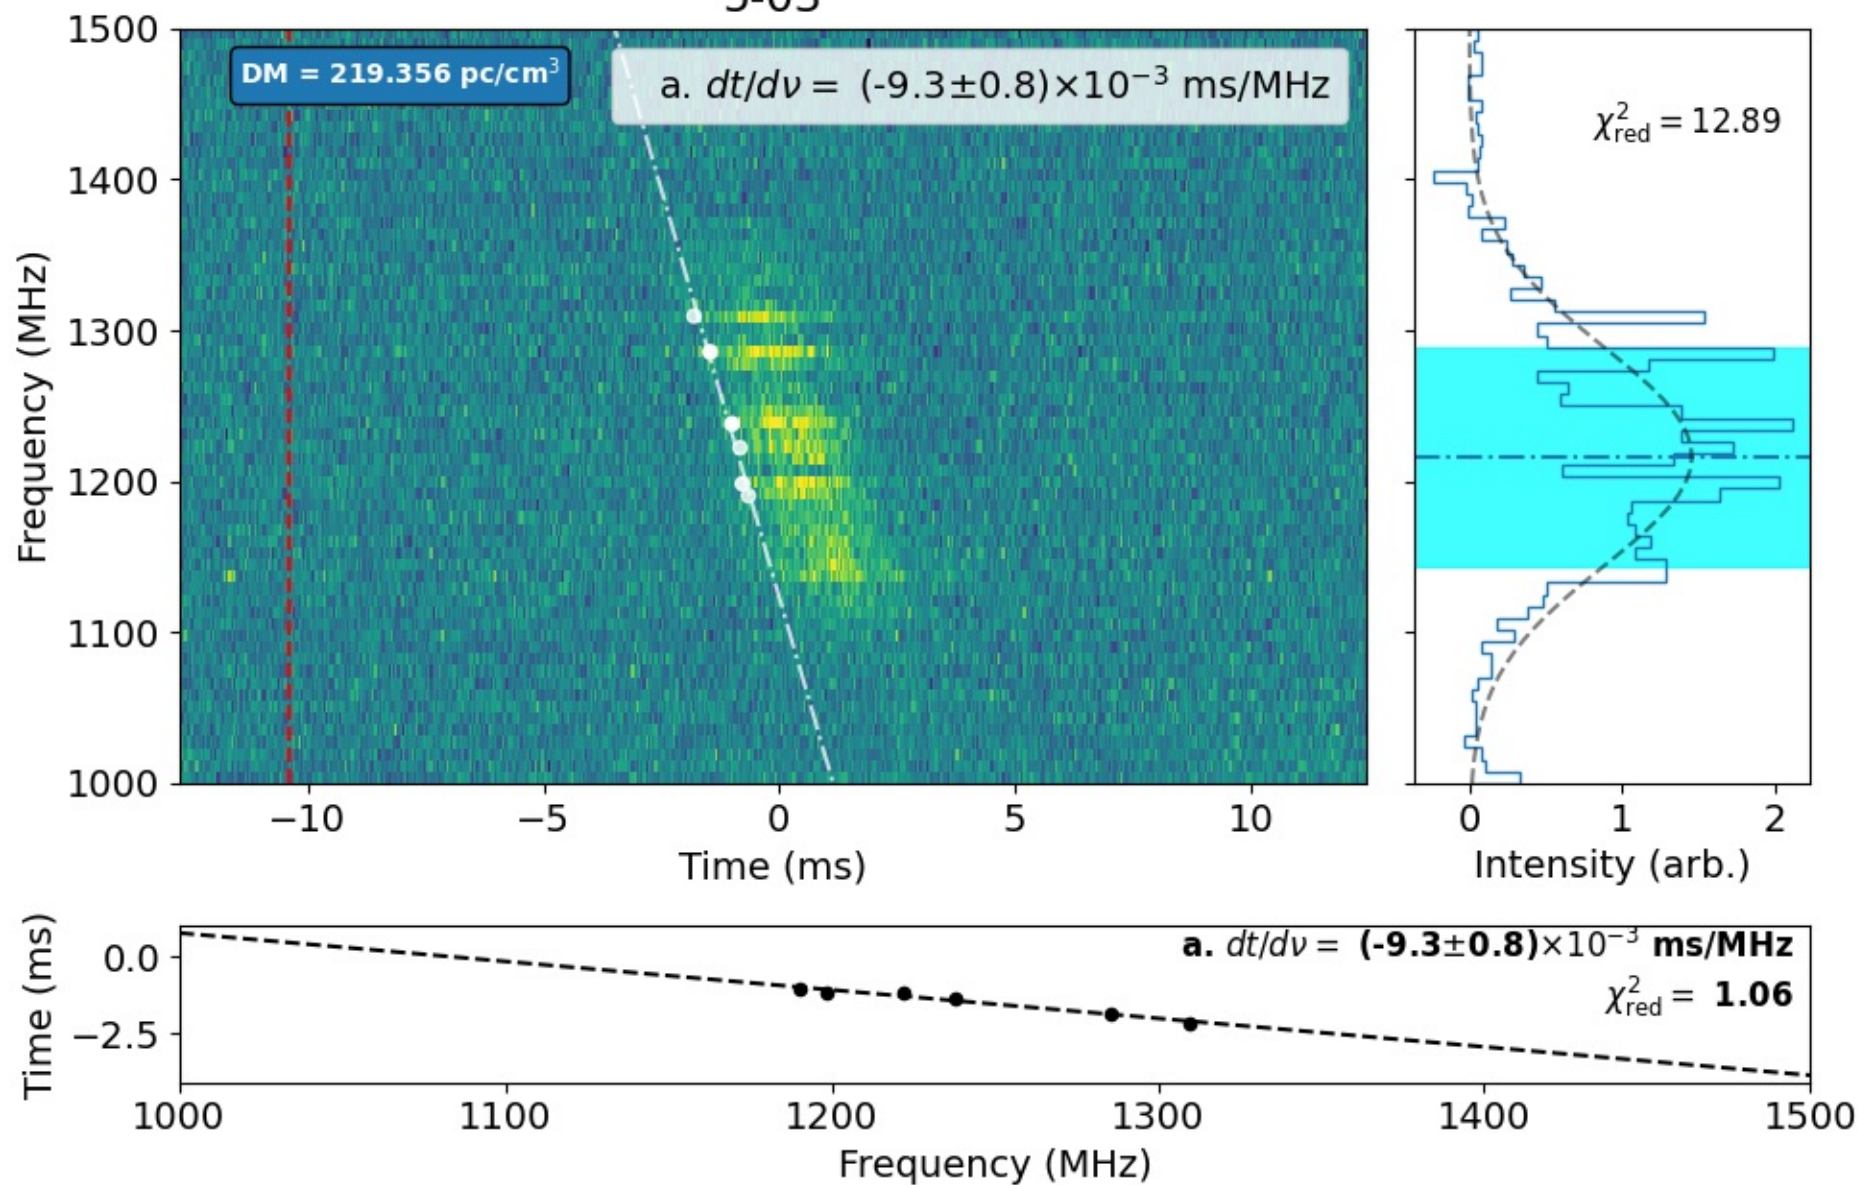 1500
DM = 219.356 pc/cm³
a. dt/dν = (-9.3±0.8)×10⁻³ ms/MHz
χ²red = 12.89
1400
1300
1200
1100
1000
Frequency (MHz)
−10 −5 0 5 10
Time (ms)
0 1 2
Intensity (arb.)
Time (ms)
0.0
−2.5
a. dt/dν = (-9.3±0.8)×10⁻³ ms/MHz
χ²red = 1.06
1000 1100 1200 1300 1400 1500
Frequency (MHz)